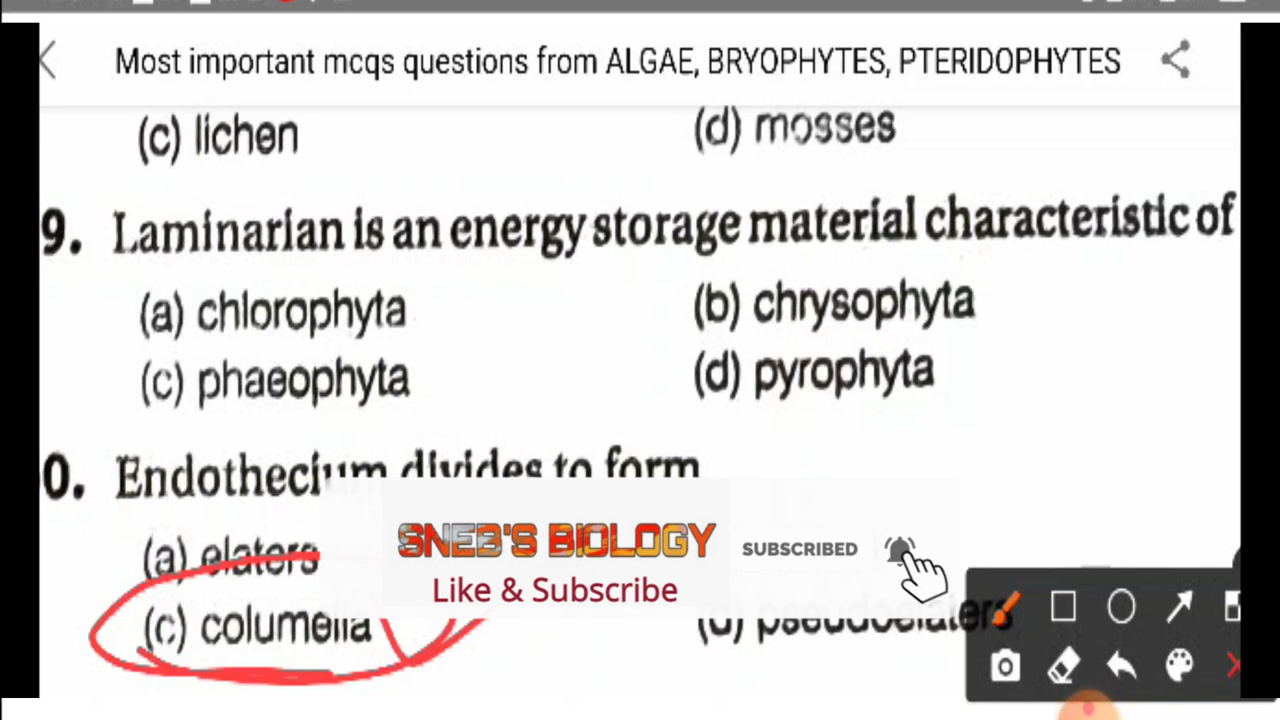 Most important mcqs questions from ALGAE, BRYOPHYTES, PTERIDOPHYTES
(c) lichen (d) mosses
9. Laminarian is an energy storage material characteristic of
(a) chlorophyta (b) chrysophyta
(c) phaeophyta (d) pyrophyta
0. Endothecium divides to form
(a) elaters
(c) columella (d) pseudoelaters
SNEB'S BIOLOGY
Like & Subscribe
SUBSCRIBED